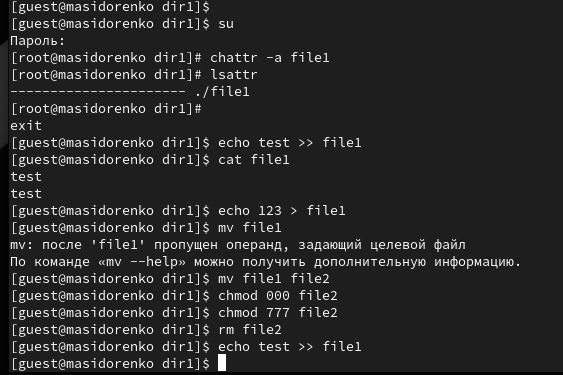 [guest@masidorenko dir1]$
[guest@masidorenko dir1]$ su
Пароль:
[root@masidorenko dir1]# chattr -a file1
[root@masidorenko dir1]# lsattr
---------------------- ./file1
[root@masidorenko dir1]#
exit
[guest@masidorenko dir1]$ echo test >> file1
[guest@masidorenko dir1]$ cat file1
test
test
[guest@masidorenko dir1]$ echo 123 > file1
[guest@masidorenko dir1]$ mv file1
mv: после 'file1' пропущен операнд, задающий целевой файл
По команде «mv --help» можно получить дополнительную информацию.
[guest@masidorenko dir1]$ mv file1 file2
[guest@masidorenko dir1]$ chmod 000 file2
[guest@masidorenko dir1]$ chmod 777 file2
[guest@masidorenko dir1]$ rm file2
[guest@masidorenko dir1]$ echo test >> file1
[guest@masidorenko dir1]$